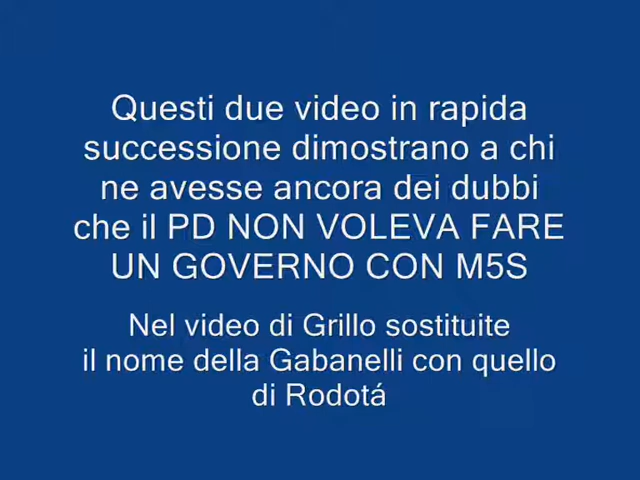 Questi due video in rapida
successione dimostrano a chi
ne avesse ancora dei dubbi
che il PD NON VOLEVA FARE
UN GOVERNO CON M5S
Nel video di Grillo sostituite
il nome della Gabanelli con quello
di Rodotá